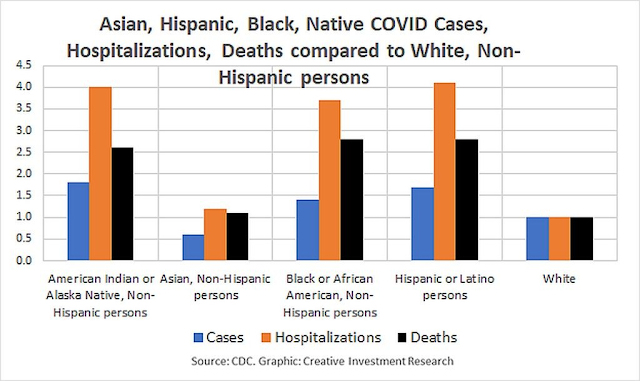 Asian, Hispanic, Black, Native COVID Cases,
Hospitalizations, Deaths compared to White, Non-
Hispanic persons
4.5
4.0
3.5
3.0
2.5
2.0
1.5
1.0
0.5
0.0
American Indian or
Alaska Native, Non-
Hispanic persons
Asian, Non-Hispanic
persons
Black or African
American, Non-
Hispanic persons
Hispanic or Latino
persons
White
Cases
Hospitalizations
Deaths
Source: CDC. Graphic: Creative Investment Research